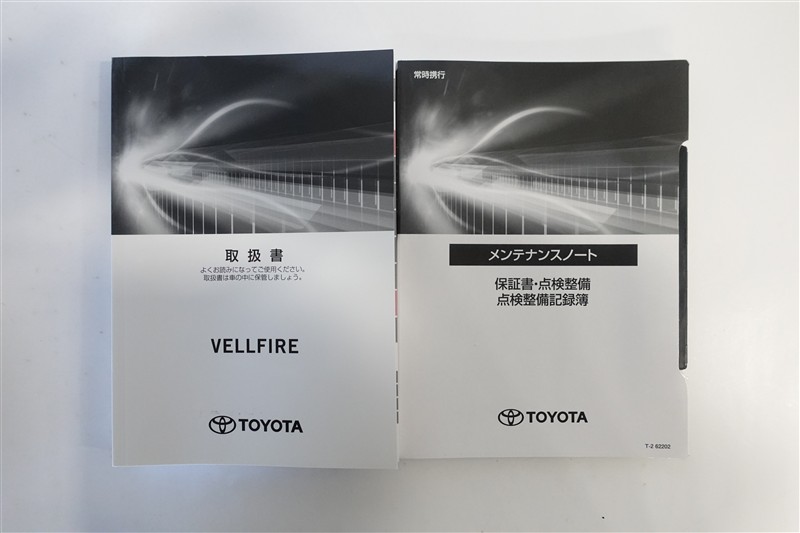 取扱書
よくお読みになってご使用ください。
取扱書は車の中に保管しましょう。
VELLFIRE
TOYOTA
常時携行
メンテナンスノート
保証書・点検整備
点検整備記録簿
TOYOTA
T-2 62202